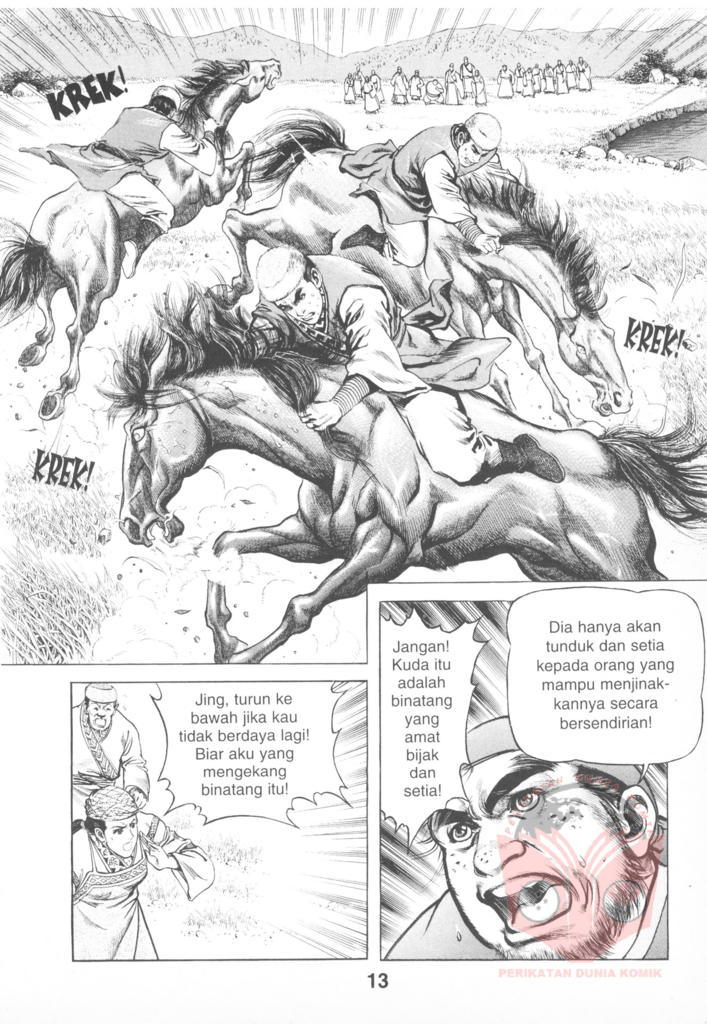 KREK!
KREK!
KREK!
Jing, turun ke
bawah jika kau
tidak berdaya lagi!
Biar aku yang
mengekang
binatang itu!
Jangan!
Kuda itu
adalah
binatang
yang
amat
bijak
dan
setia!
Dia hanya akan
tunduk dan setia
kepada orang yang
mampu menjinak-
kannya secara
bersendirian!
PERIKATAN DUNIA KOMIK
13